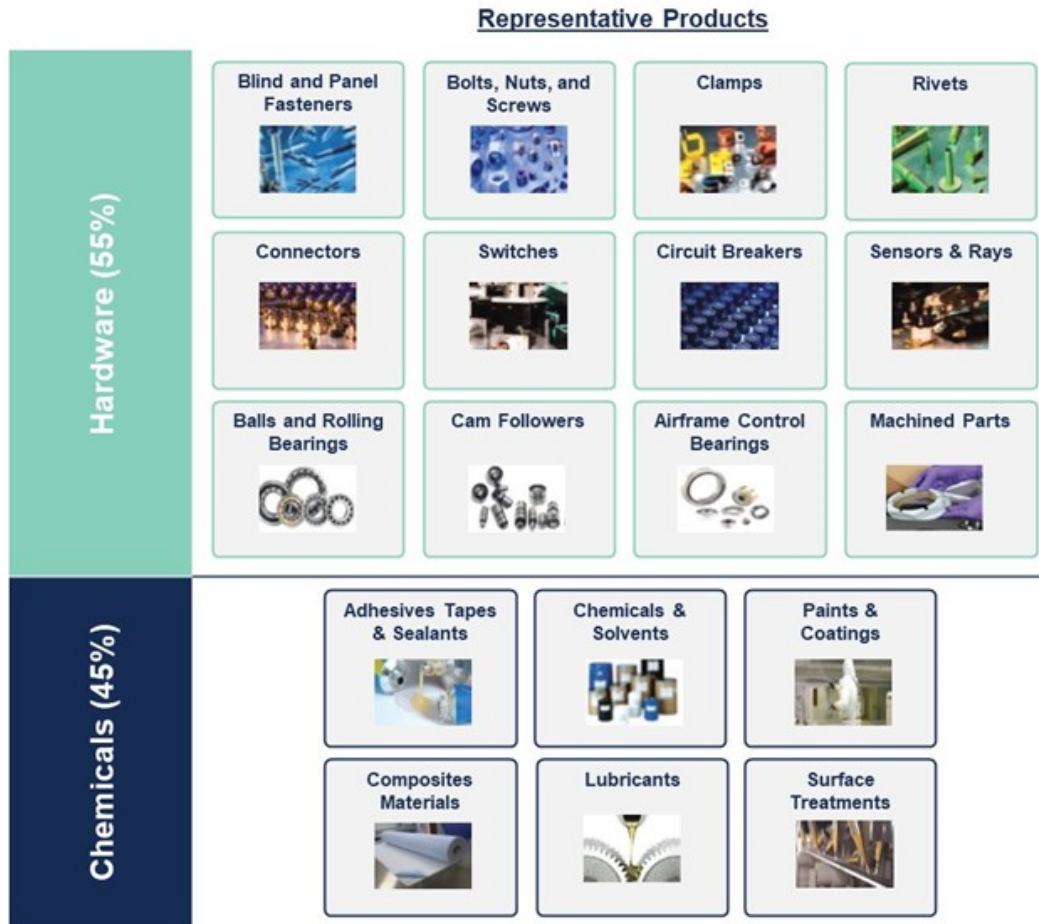 Representative Products
Hardware (55%)
Blind and Panel
Fasteners
Bolts, Nuts, and
Screws
Clamps
Rivets
Connectors
Switches
Circuit Breakers
Sensors & Rays
Balls and Rolling
Bearings
Cam Followers
Airframe Control
Bearings
Machined Parts
Chemicals (45%)
Adhesives Tapes
& Sealants
Chemicals &
Solvents
Paints &
Coatings
Composites
Materials
Lubricants
Surface
Treatments